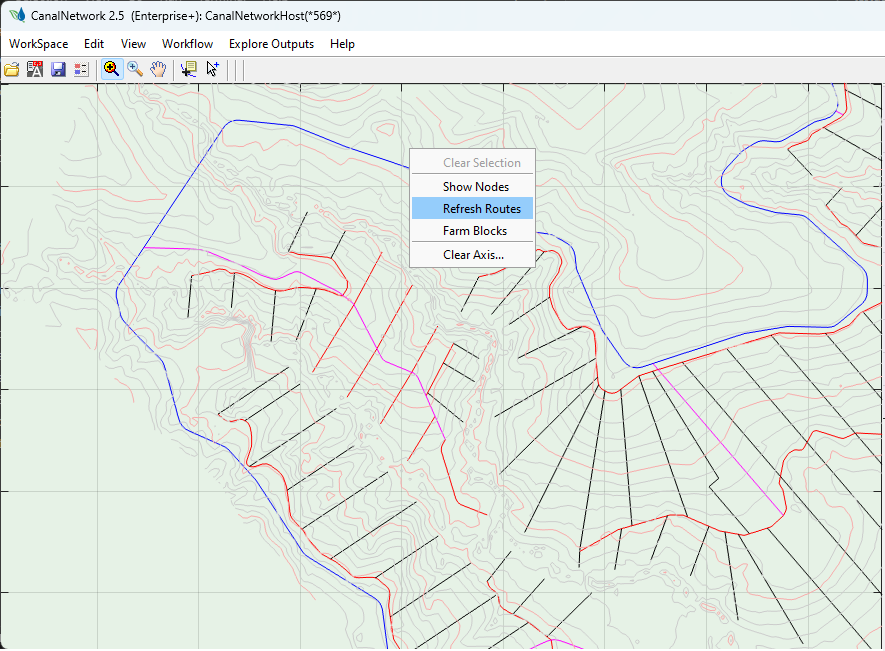 CanalNetwork 2.5 (Enterprise+): CanalNetworkHost(*569*)
WorkSpace Edit View Workflow Explore Outputs Help
Clear Selection
Show Nodes
Refresh Routes
Farm Blocks
Clear Axis...